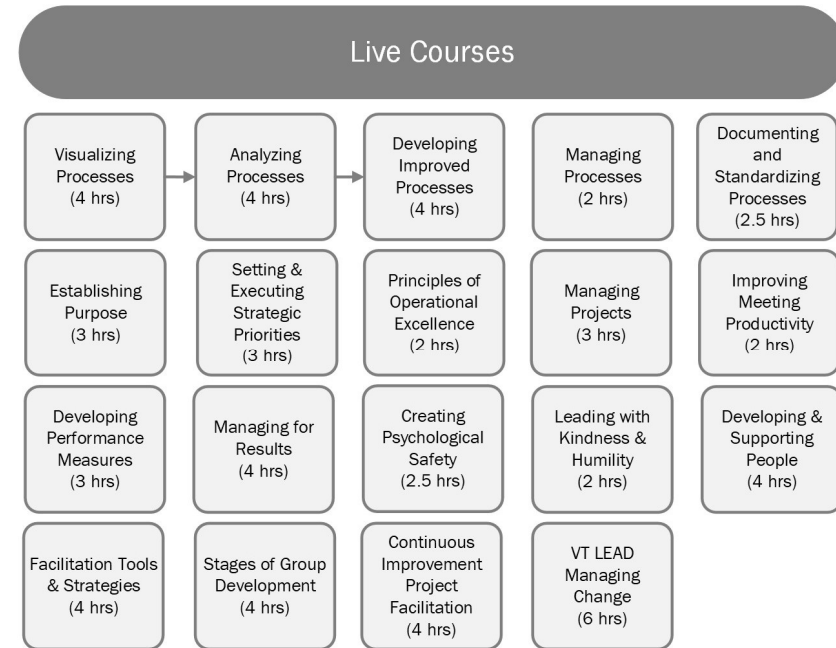 Live Courses
Visualizing
Processes
(4 hrs)
Analyzing
Processes
(4 hrs)
Developing
Improved
Processes
(4 hrs)
Managing
Processes
(2 hrs)
Documenting
and
Standardizing
Processes
(2.5 hrs)
Establishing
Purpose
(3 hrs)
Setting &
Executing
Strategic
Priorities
(3 hrs)
Principles of
Operational
Excellence
(2 hrs)
Managing
Projects
(3 hrs)
Improving
Meeting
Productivity
(2 hrs)
Developing
Performance
Measures
(3 hrs)
Managing for
Results
(4 hrs)
Creating
Psychological
Safety
(2.5 hrs)
Leading with
Kindness &
Humility
(2 hrs)
Developing &
Supporting
People
(4 hrs)
Facilitation Tools
& Strategies
(4 hrs)
Stages of Group
Development
(4 hrs)
Continuous
Improvement
Project
Facilitation
(4 hrs)
VT LEAD
Managing
Change
(6 hrs)